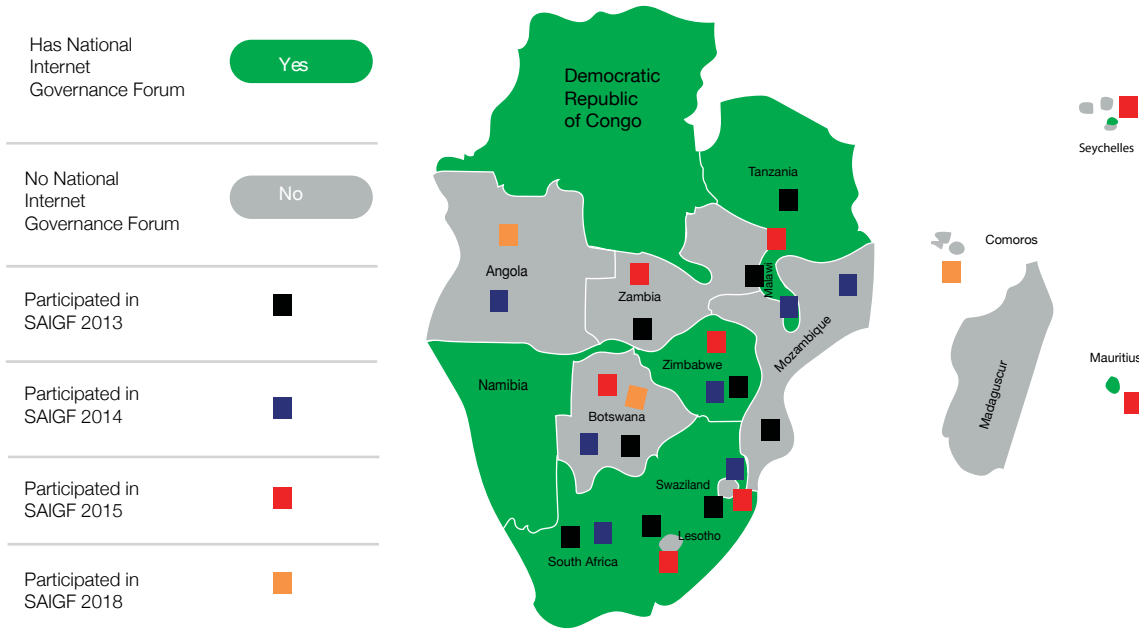 Has National
Internet
Governance Forum
Yes
No National
Internet
Governance Forum
No
Participated in
SAIGF 2013
Participated in
SAIGF 2014
Participated in
SAIGF 2015
Participated in
SAIGF 2018
Democratic
Republic
of Congo
Tanzania
Seychelles
Comoros
Angola
Malawi
Zambia
Mozambique
Zimbabwe
Namibia
Botswana
Mauritius
Madaguscur
Swaziland
Lesotho
South Africa